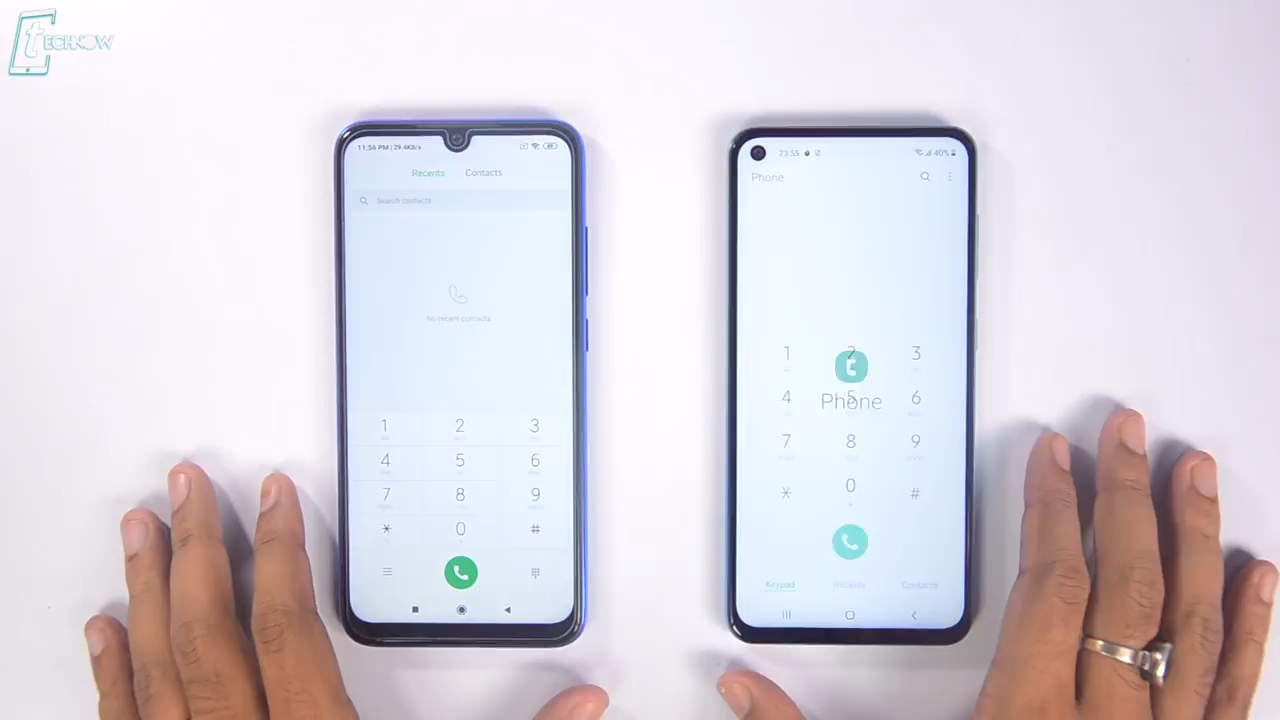 tECHNOW
11:56 PM | 29.4KB/s
Recents Contacts
Search contacts
No recent contacts
1 2 3
4 5 6
7 8 9
* 0 #
23:55 40%
Phone
1 2 3
4 5 6
Phone
7 8 9
* 0 #
Keypad Recents Contacts